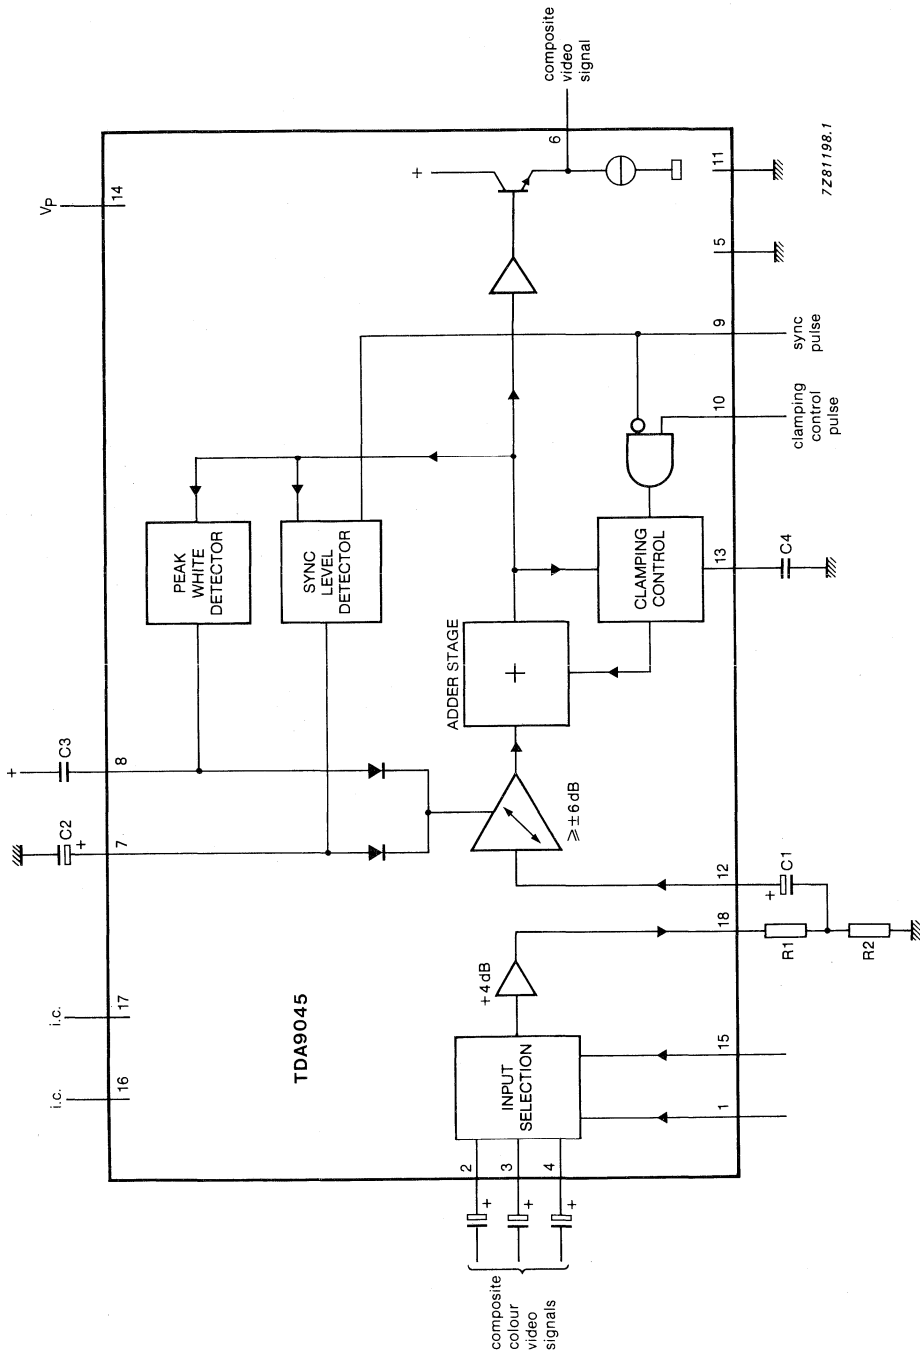 composite
colour
video
signals
2
3
4
+
+
+
INPUT
SELECTION
1
15
+4 dB
18
R1
R2
12
+
C1
i.c.
16
i.c.
17
TDA9045
C2
+
7
+
C3
8
≥ ± 6 dB
ADDER STAGE
+
PEAK
WHITE
DETECTOR
SYNC
LEVEL
DETECTOR
CLAMPING
CONTROL
13
C4
10
clamping
control
pulse
9
sync
pulse
5
11
VP
14
+
6
composite
video
signal
7Z81198.1